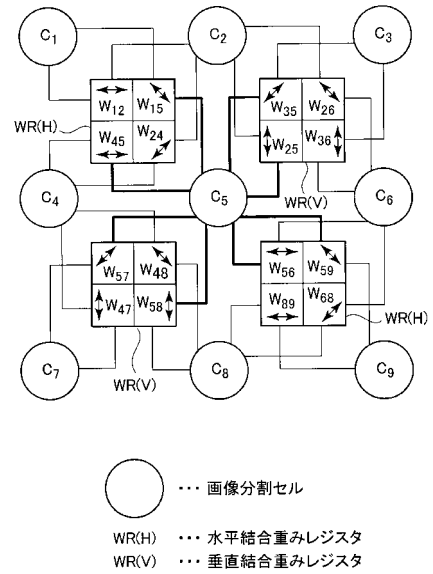 C1 C2 C3
W12 W15 W35 W26
WR(H)
W45 W24 W25 W36
WR(V)
C4 C5 C6
W57 W48 W56 W59
W47 W58 W89 W68
WR(H)
WR(V)
C7 C8 C9
… 画像分割セル
WR(H) … 水平結合重みレジスタ
WR(V) … 垂直結合重みレジスタ